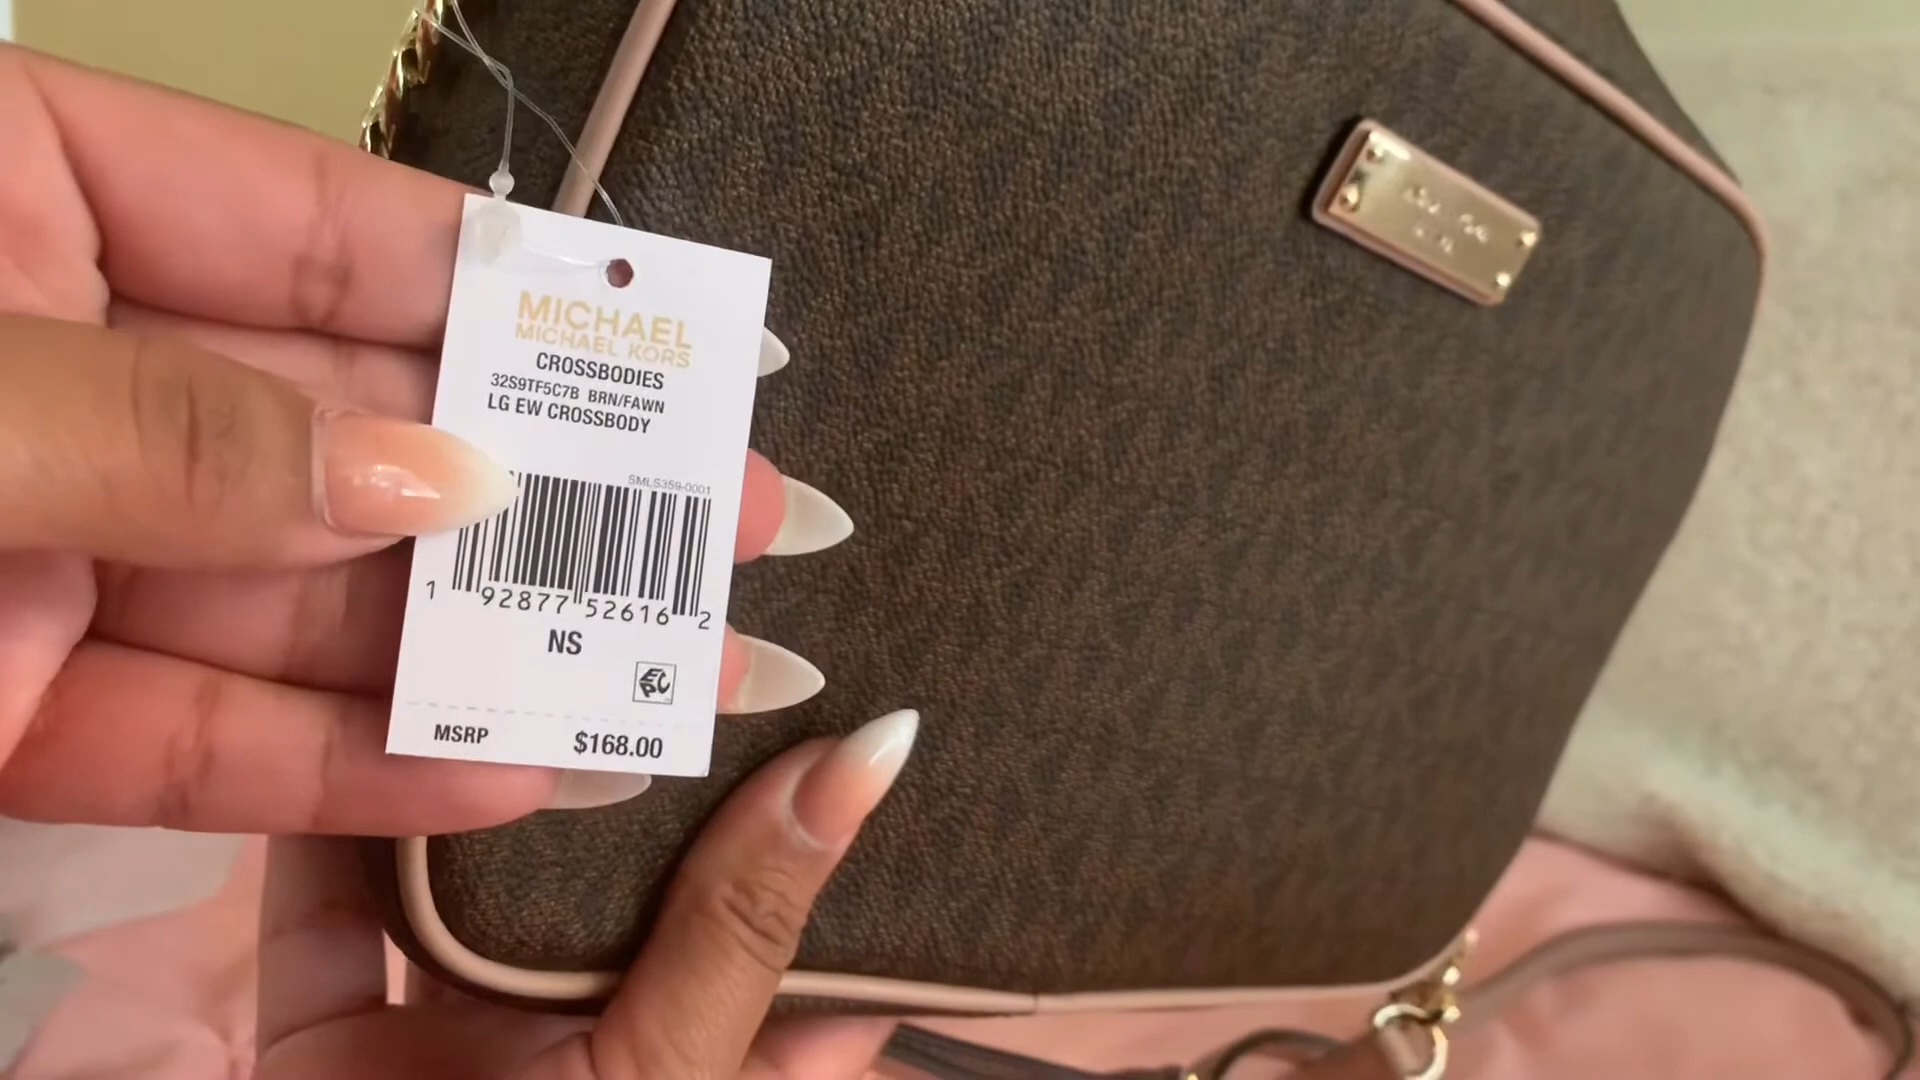 MICHAEL
MICHAEL KORS
CROSSBODIES
32S9TF5C7B BRN/FAWN
LG EW CROSSBODY
SMLS359-0001
1 92877 52616 2
NS
EPC
MSRP $168.00